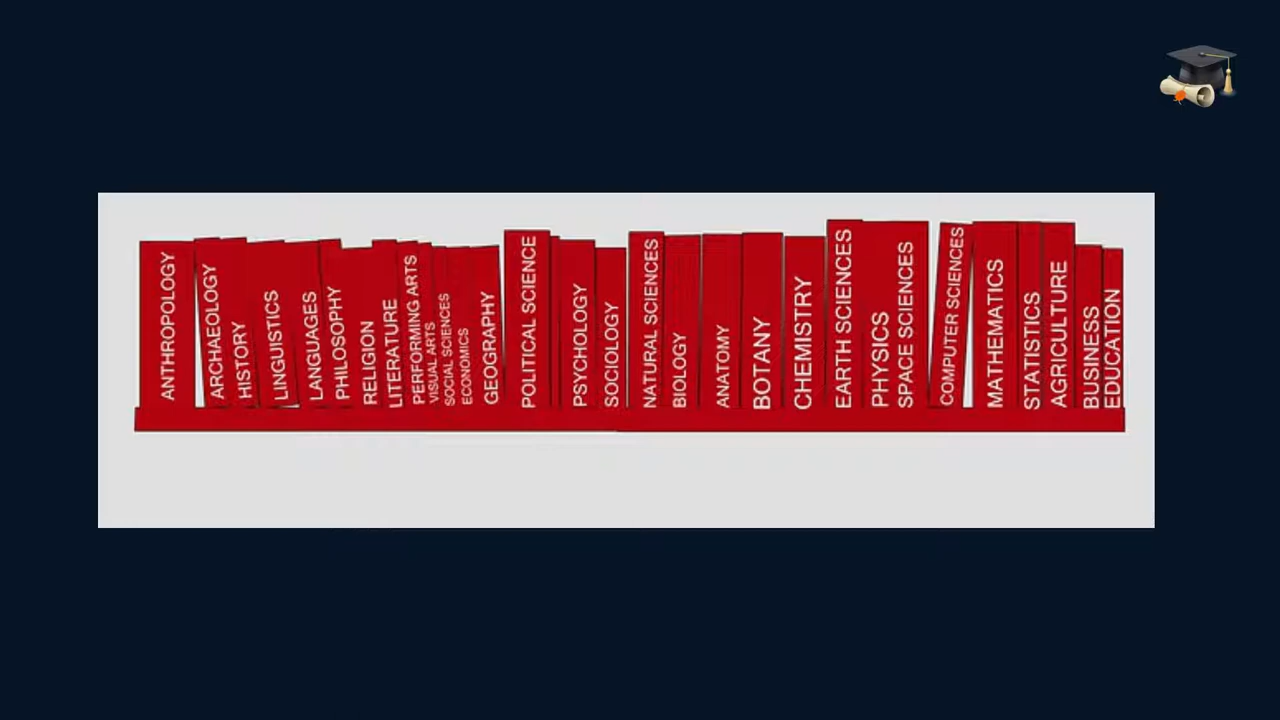 ANTHROPOLOGY
ARCHAEOLOGY
HISTORY
LINGUISTICS
LANGUAGES
PHILOSOPHY
RELIGION
LITERATURE
PERFORMING ARTS
VISUAL ARTS
SOCIAL SCIENCES
ECONOMICS
GEOGRAPHY
POLITICAL SCIENCE
PSYCHOLOGY
SOCIOLOGY
NATURAL SCIENCES
BIOLOGY
ANATOMY
BOTANY
CHEMISTRY
EARTH SCIENCES
PHYSICS
SPACE SCIENCES
COMPUTER SCIENCES
MATHEMATICS
STATISTICS
AGRICULTURE
BUSINESS
EDUCATION